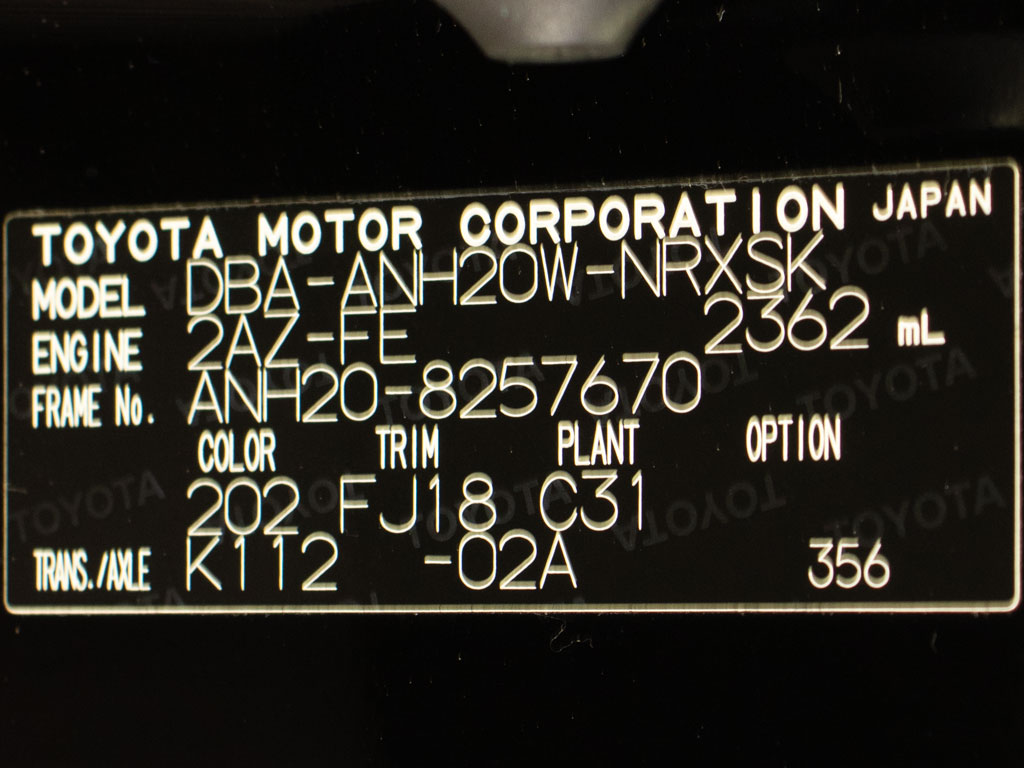 TOYOTA MOTOR CORPORATION JAPAN
MODEL DBA-ANH20W-NRXSK
ENGINE 2AZ-FE 2362 mL
FRAME No. ANH20-8257670
COLOR TRIM PLANT OPTION
202 FJ18 C31
TRANS./AXLE K112 -02A 356